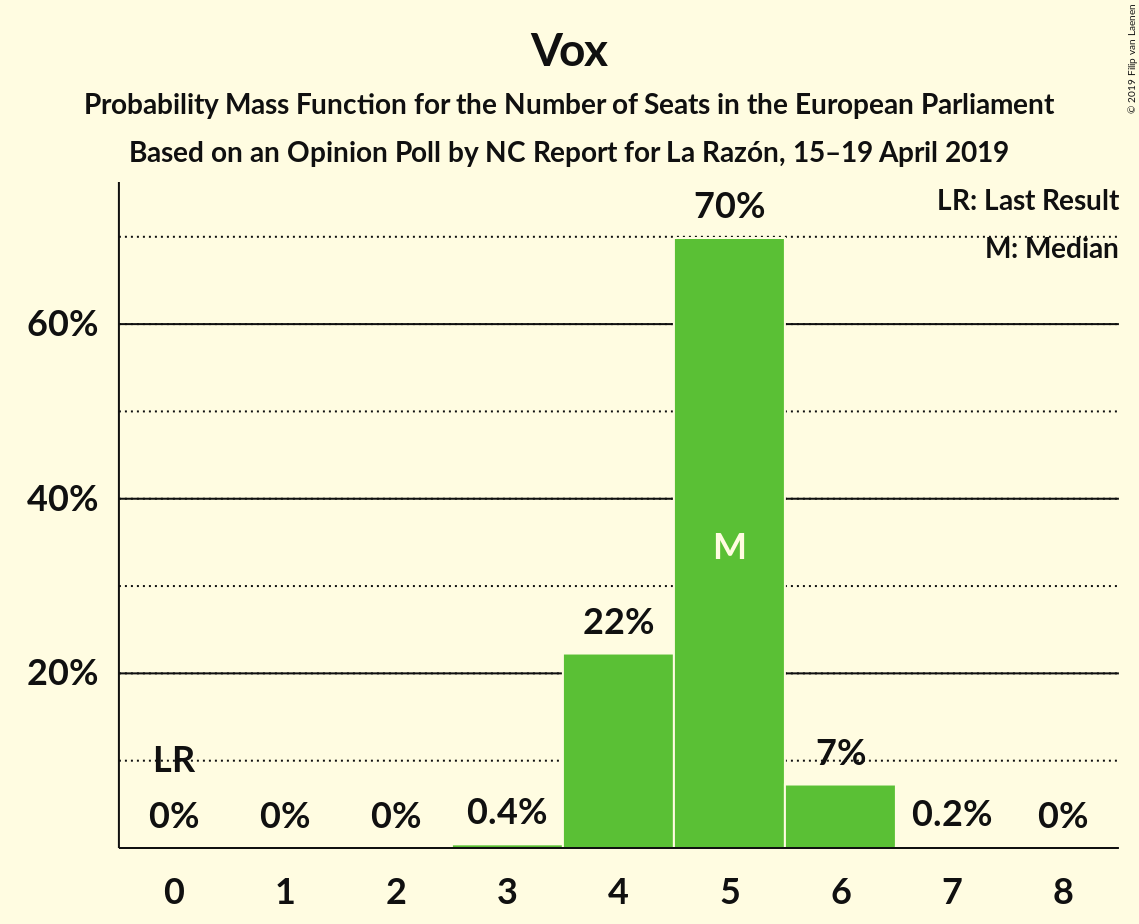 Vox
Probability Mass Function for the Number of Seats in the European Parliament
Based on an Opinion Poll by NC Report for La Razón, 15–19 April 2019
© 2019 Filip van Laenen
LR: Last Result
M: Median
70%
60%
40%
20%
M
22%
LR
7%
0%
0%
0%
0.4%
0.2%
0%
0 1 2 3 4 5 6 7 8